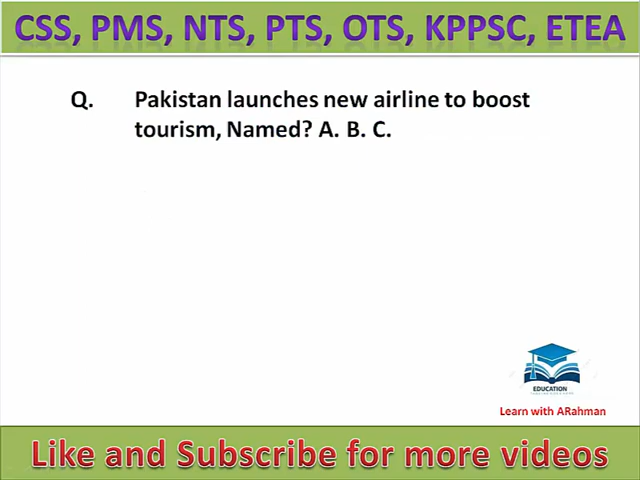 CSS, PMS, NTS, PTS, OTS, KPPSC, ETEA
Q. Pakistan launches new airline to boost
tourism, Named? A. B. C.
EDUCATION
Learn with ARahman
Like and Subscribe for more videos